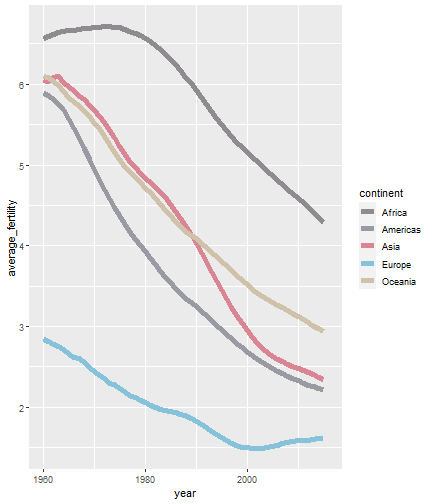 average_fertility
6
5
4
3
2
1960
1980
2000
year
continent
Africa
Americas
Asia
Europe
Oceania